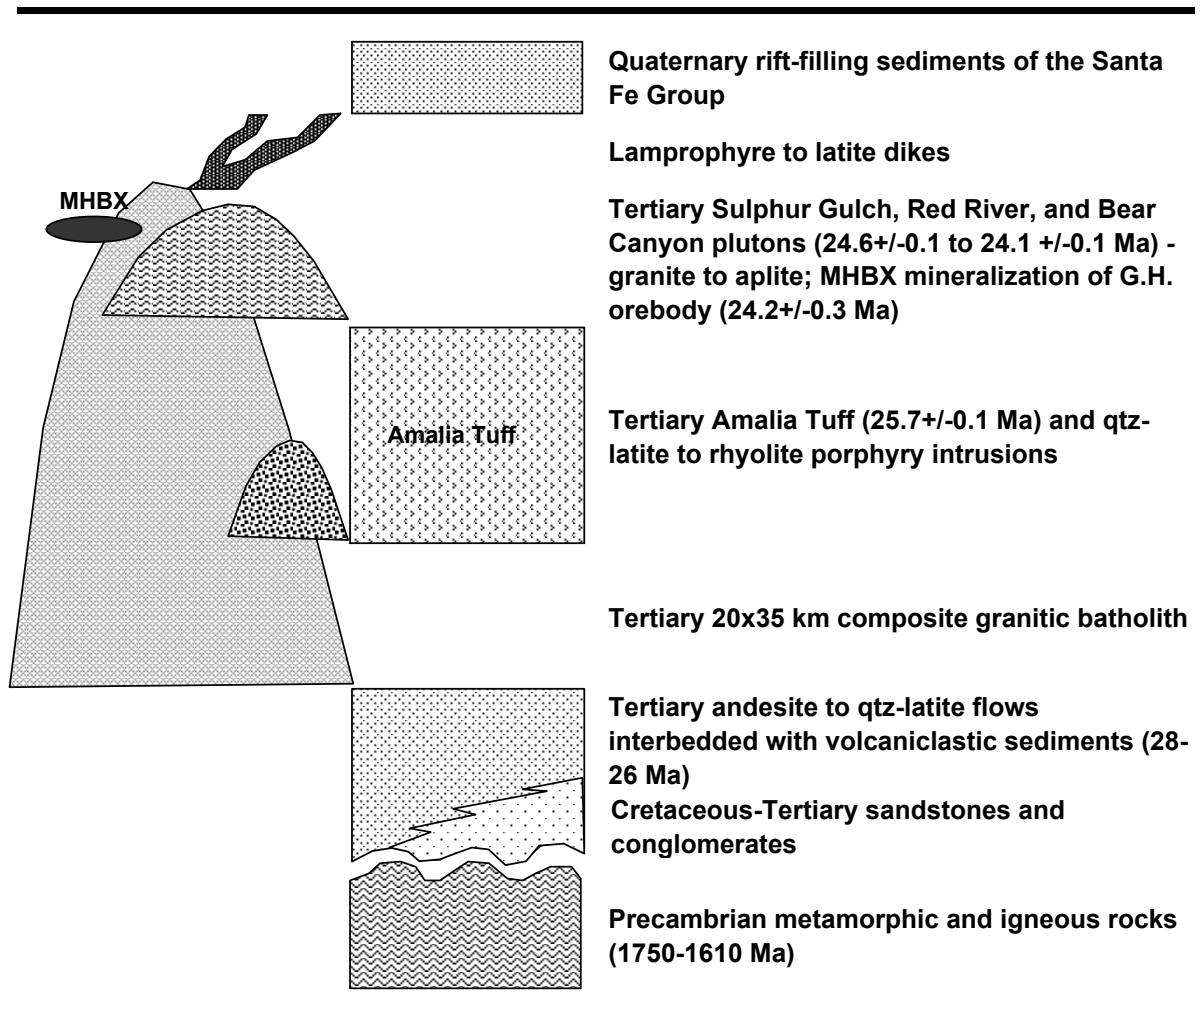 Quaternary rift-filling sediments of the Santa
Fe Group
Lamprophyre to latite dikes
MHBX
Tertiary Sulphur Gulch, Red River, and Bear
Canyon plutons (24.6+/-0.1 to 24.1 +/-0.1 Ma) -
granite to aplite; MHBX mineralization of G.H.
orebody (24.2+/-0.3 Ma)
Amalia Tuff
Tertiary Amalia Tuff (25.7+/-0.1 Ma) and qtz-
latite to rhyolite porphyry intrusions
Tertiary 20x35 km composite granitic batholith
Tertiary andesite to qtz-latite flows
interbedded with volcaniclastic sediments (28-
26 Ma)
Cretaceous-Tertiary sandstones and
conglomerates
Precambrian metamorphic and igneous rocks
(1750-1610 Ma)